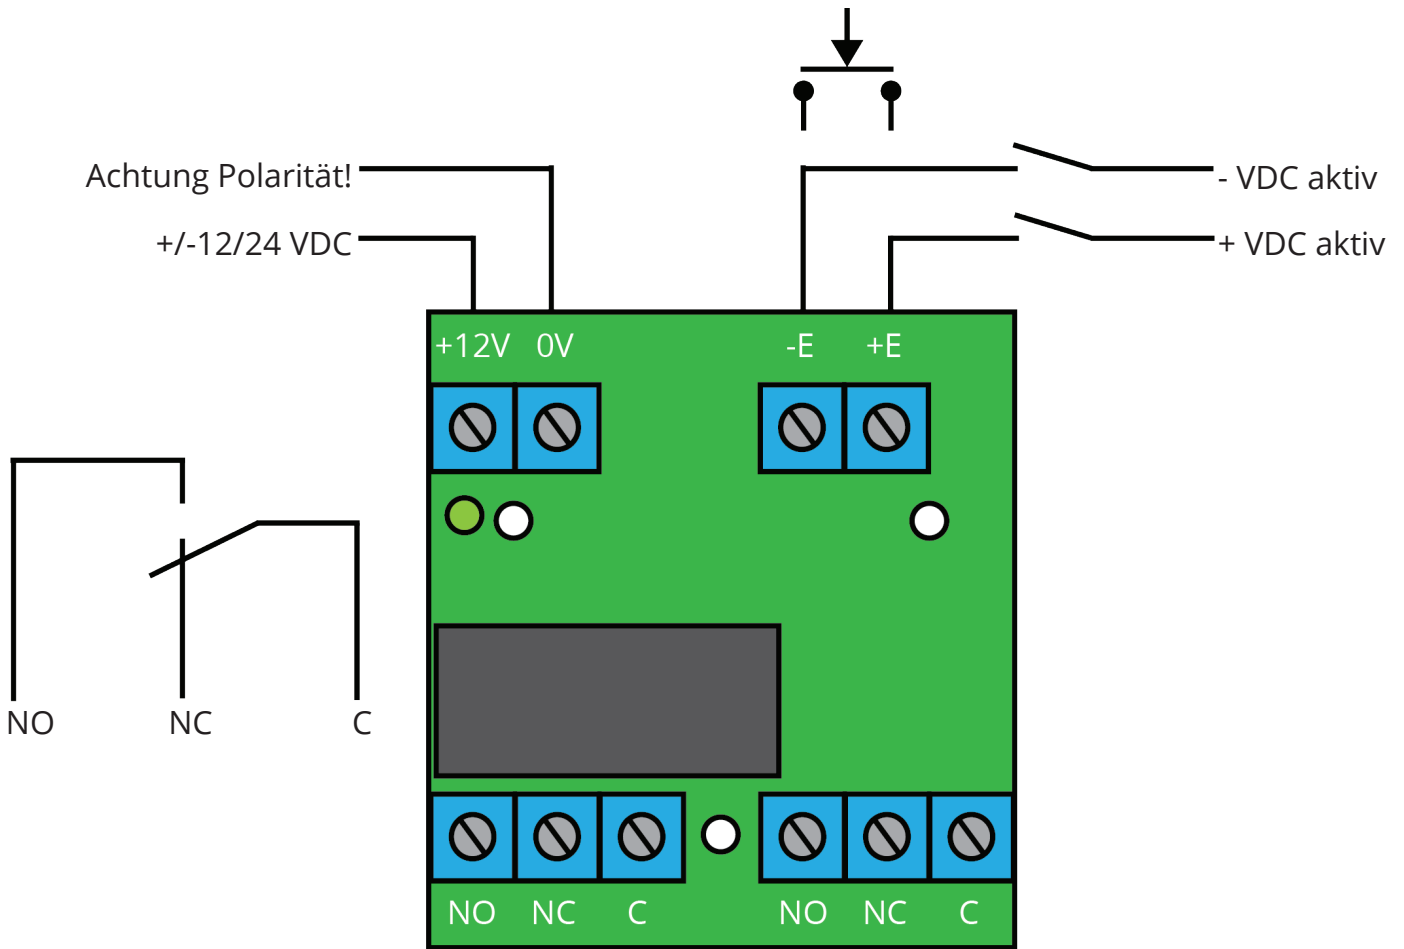 Achtung Polarität!
- VDC aktiv
+/-12/24 VDC
+ VDC aktiv
+12V 0V -E +E
NO NC C
NO NC C NO NC C